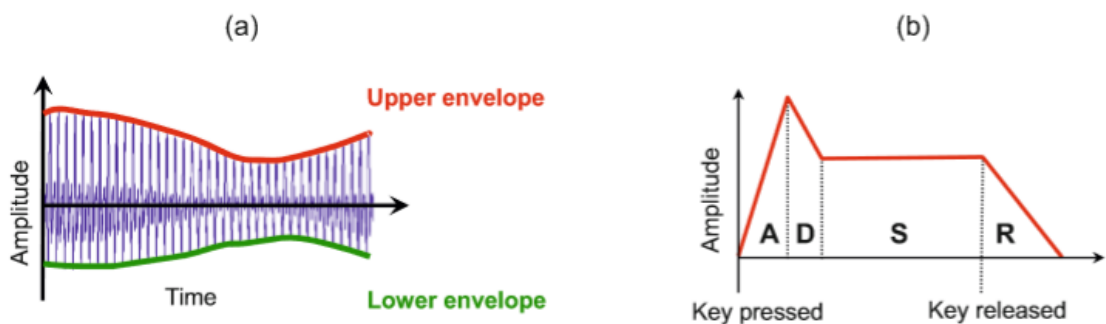 (a)
Upper envelope
Amplitude
Time
Lower envelope
(b)
Amplitude
A D S R
Key pressed
Key released